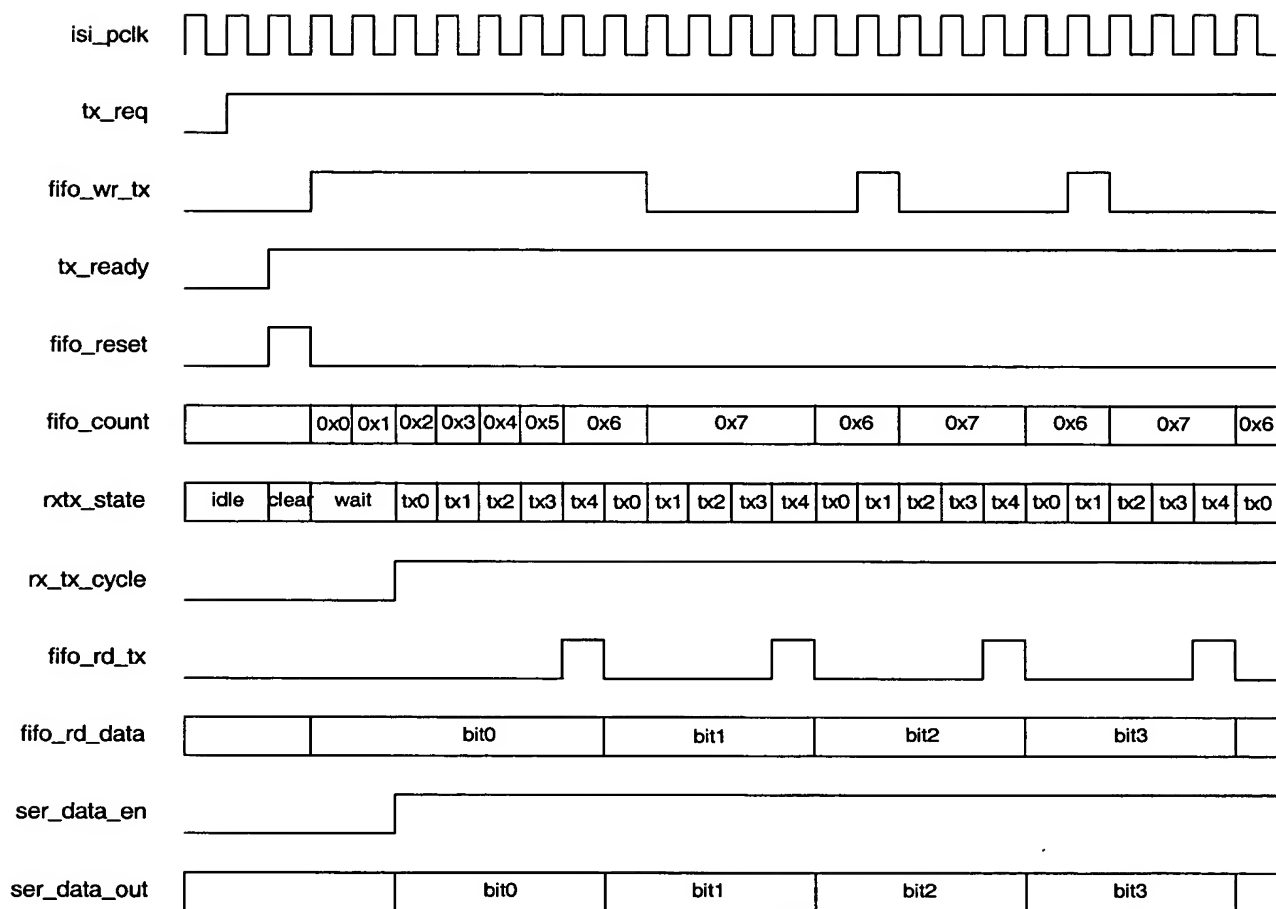 isi_pclk
tx_req
fifo_wr_tx
tx_ready
fifo_reset
fifo_count 0x0 0x1 0x2 0x3 0x4 0x5 0x6 0x7 0x6 0x7 0x6 0x7 0x6
rxtx_state idle clear wait tx0 tx1 tx2 tx3 tx4 tx0 tx1 tx2 tx3 tx4 tx0 tx1 tx2 tx3 tx4 tx0 tx1 tx2 tx3 tx4 tx0
rx_tx_cycle
fifo_rd_tx
fifo_rd_data bit0 bit1 bit2 bit3
ser_data_en
ser_data_out bit0 bit1 bit2 bit3